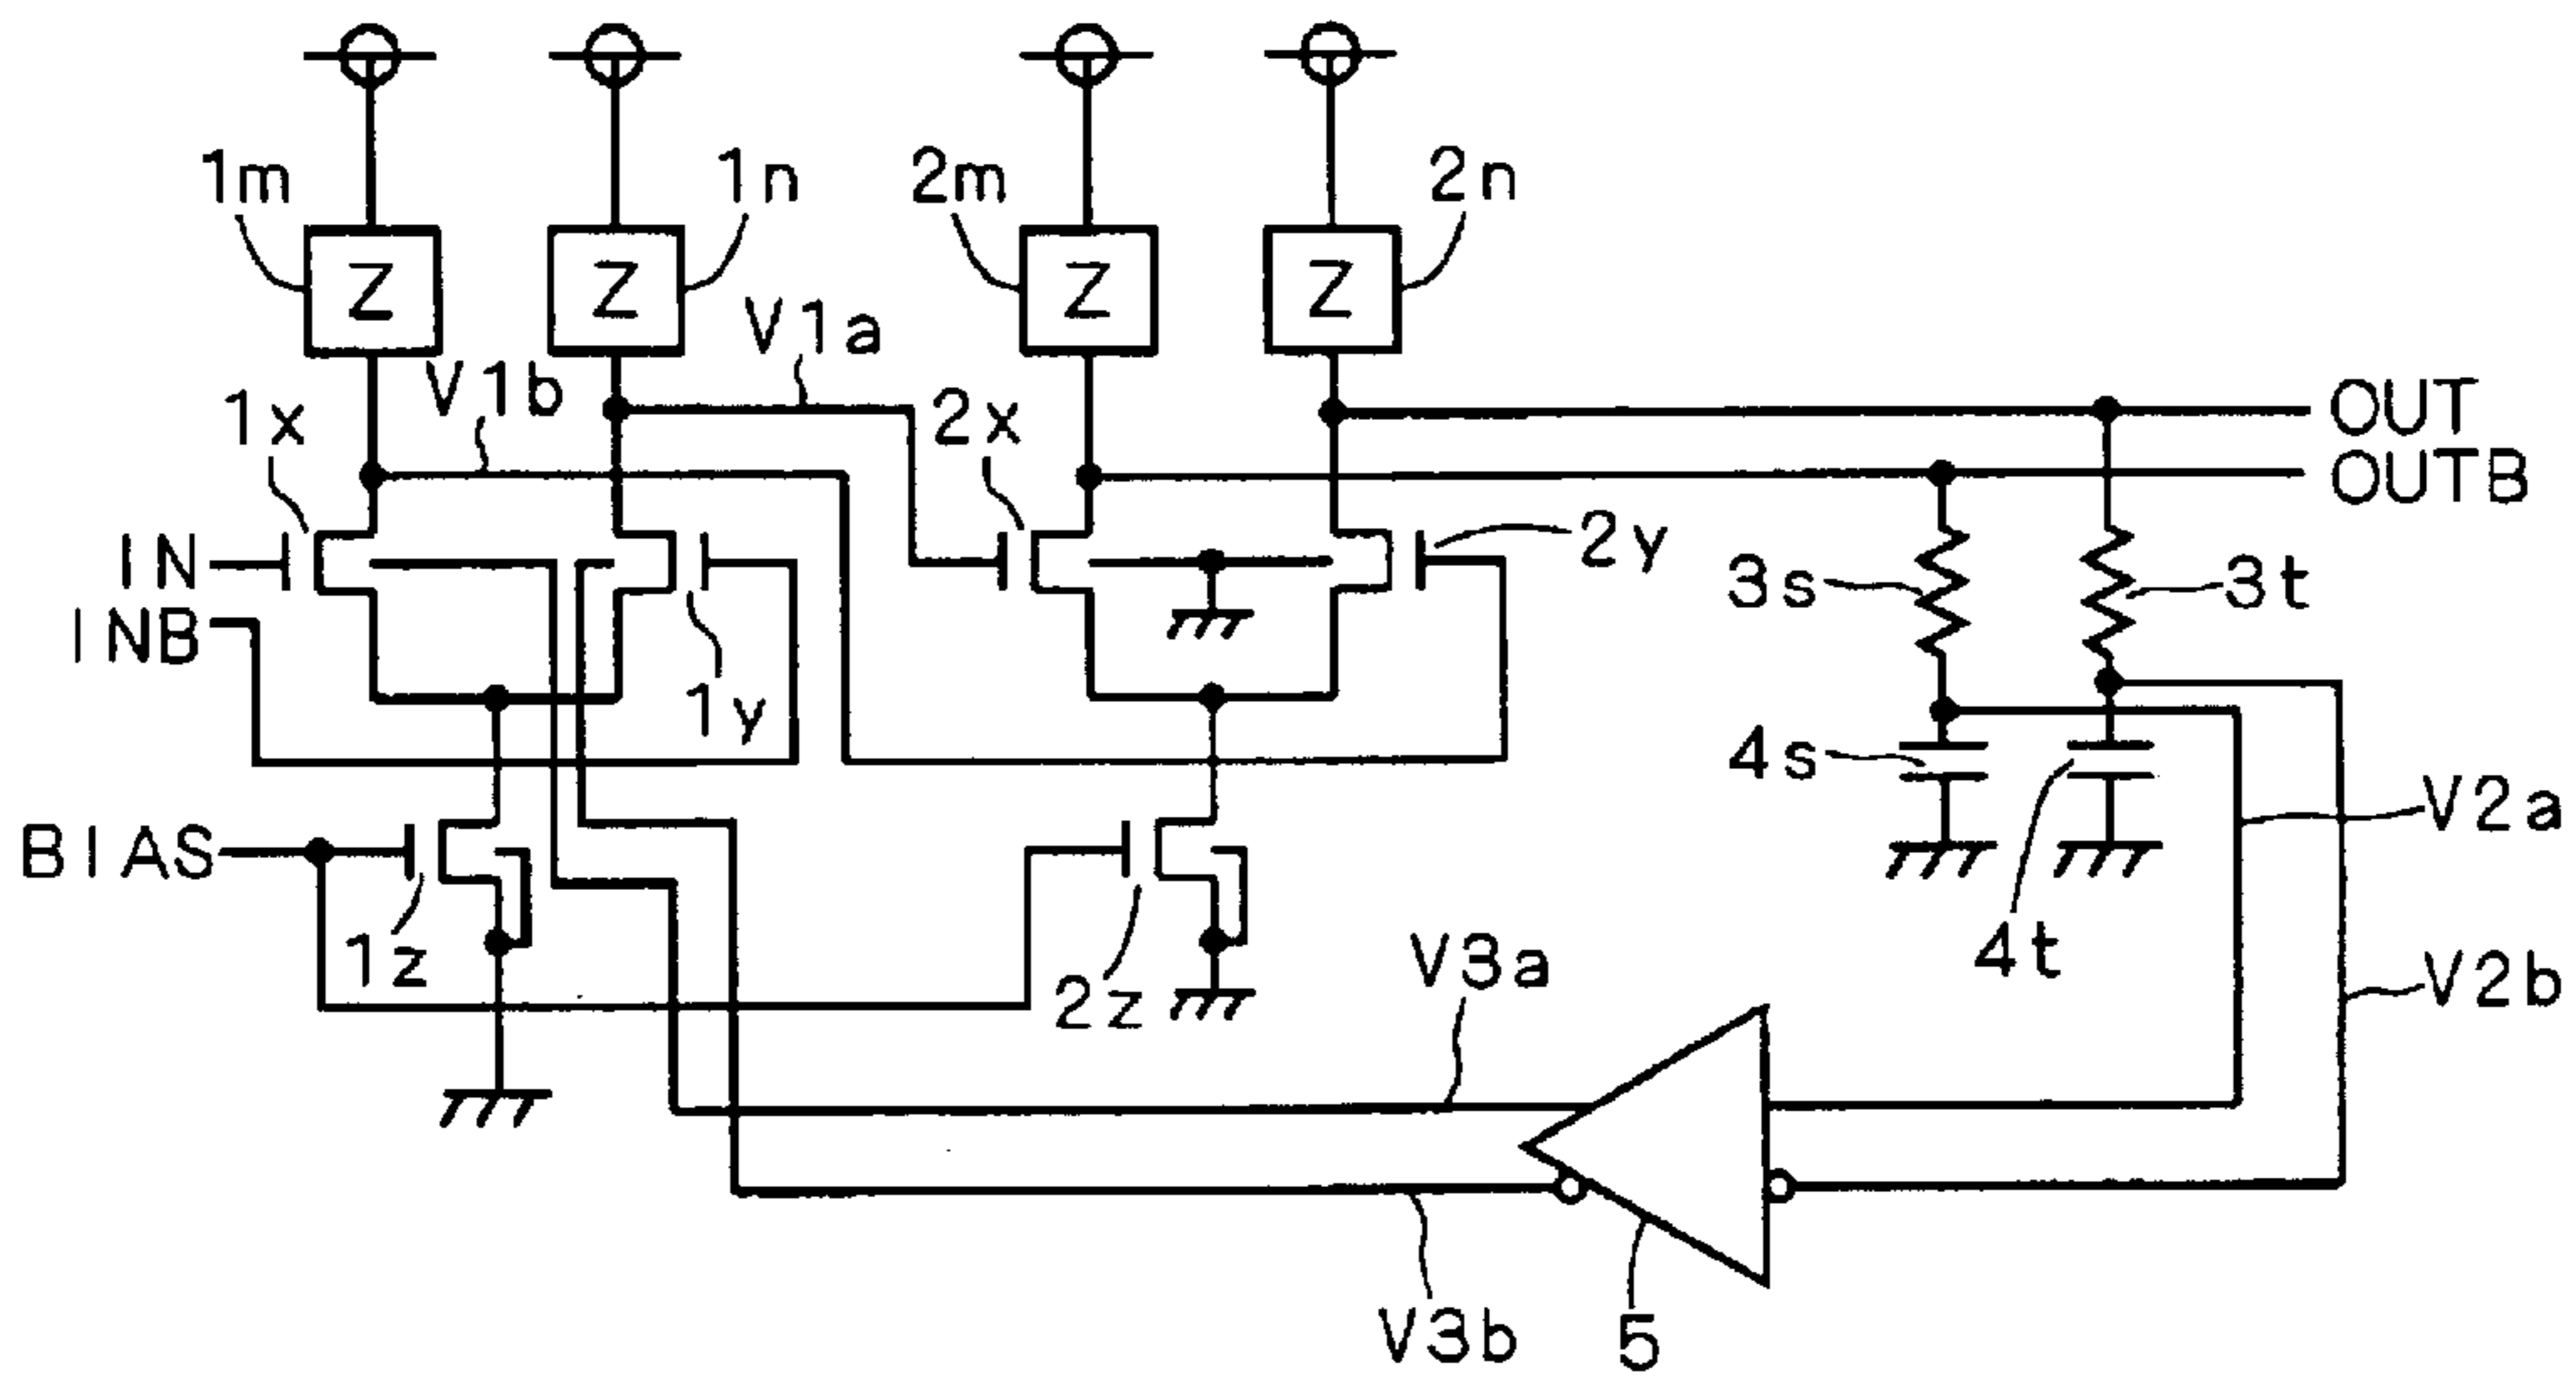 1m
1n
2m
2n
Z
Z
Z
Z
V1a
V1b
1x
2x
OUT
OUTB
IN
INB
2y
3s
3t
1y
4s
V2a
BIAS
1z
2z
V3a
4t
V2b
V3b
5